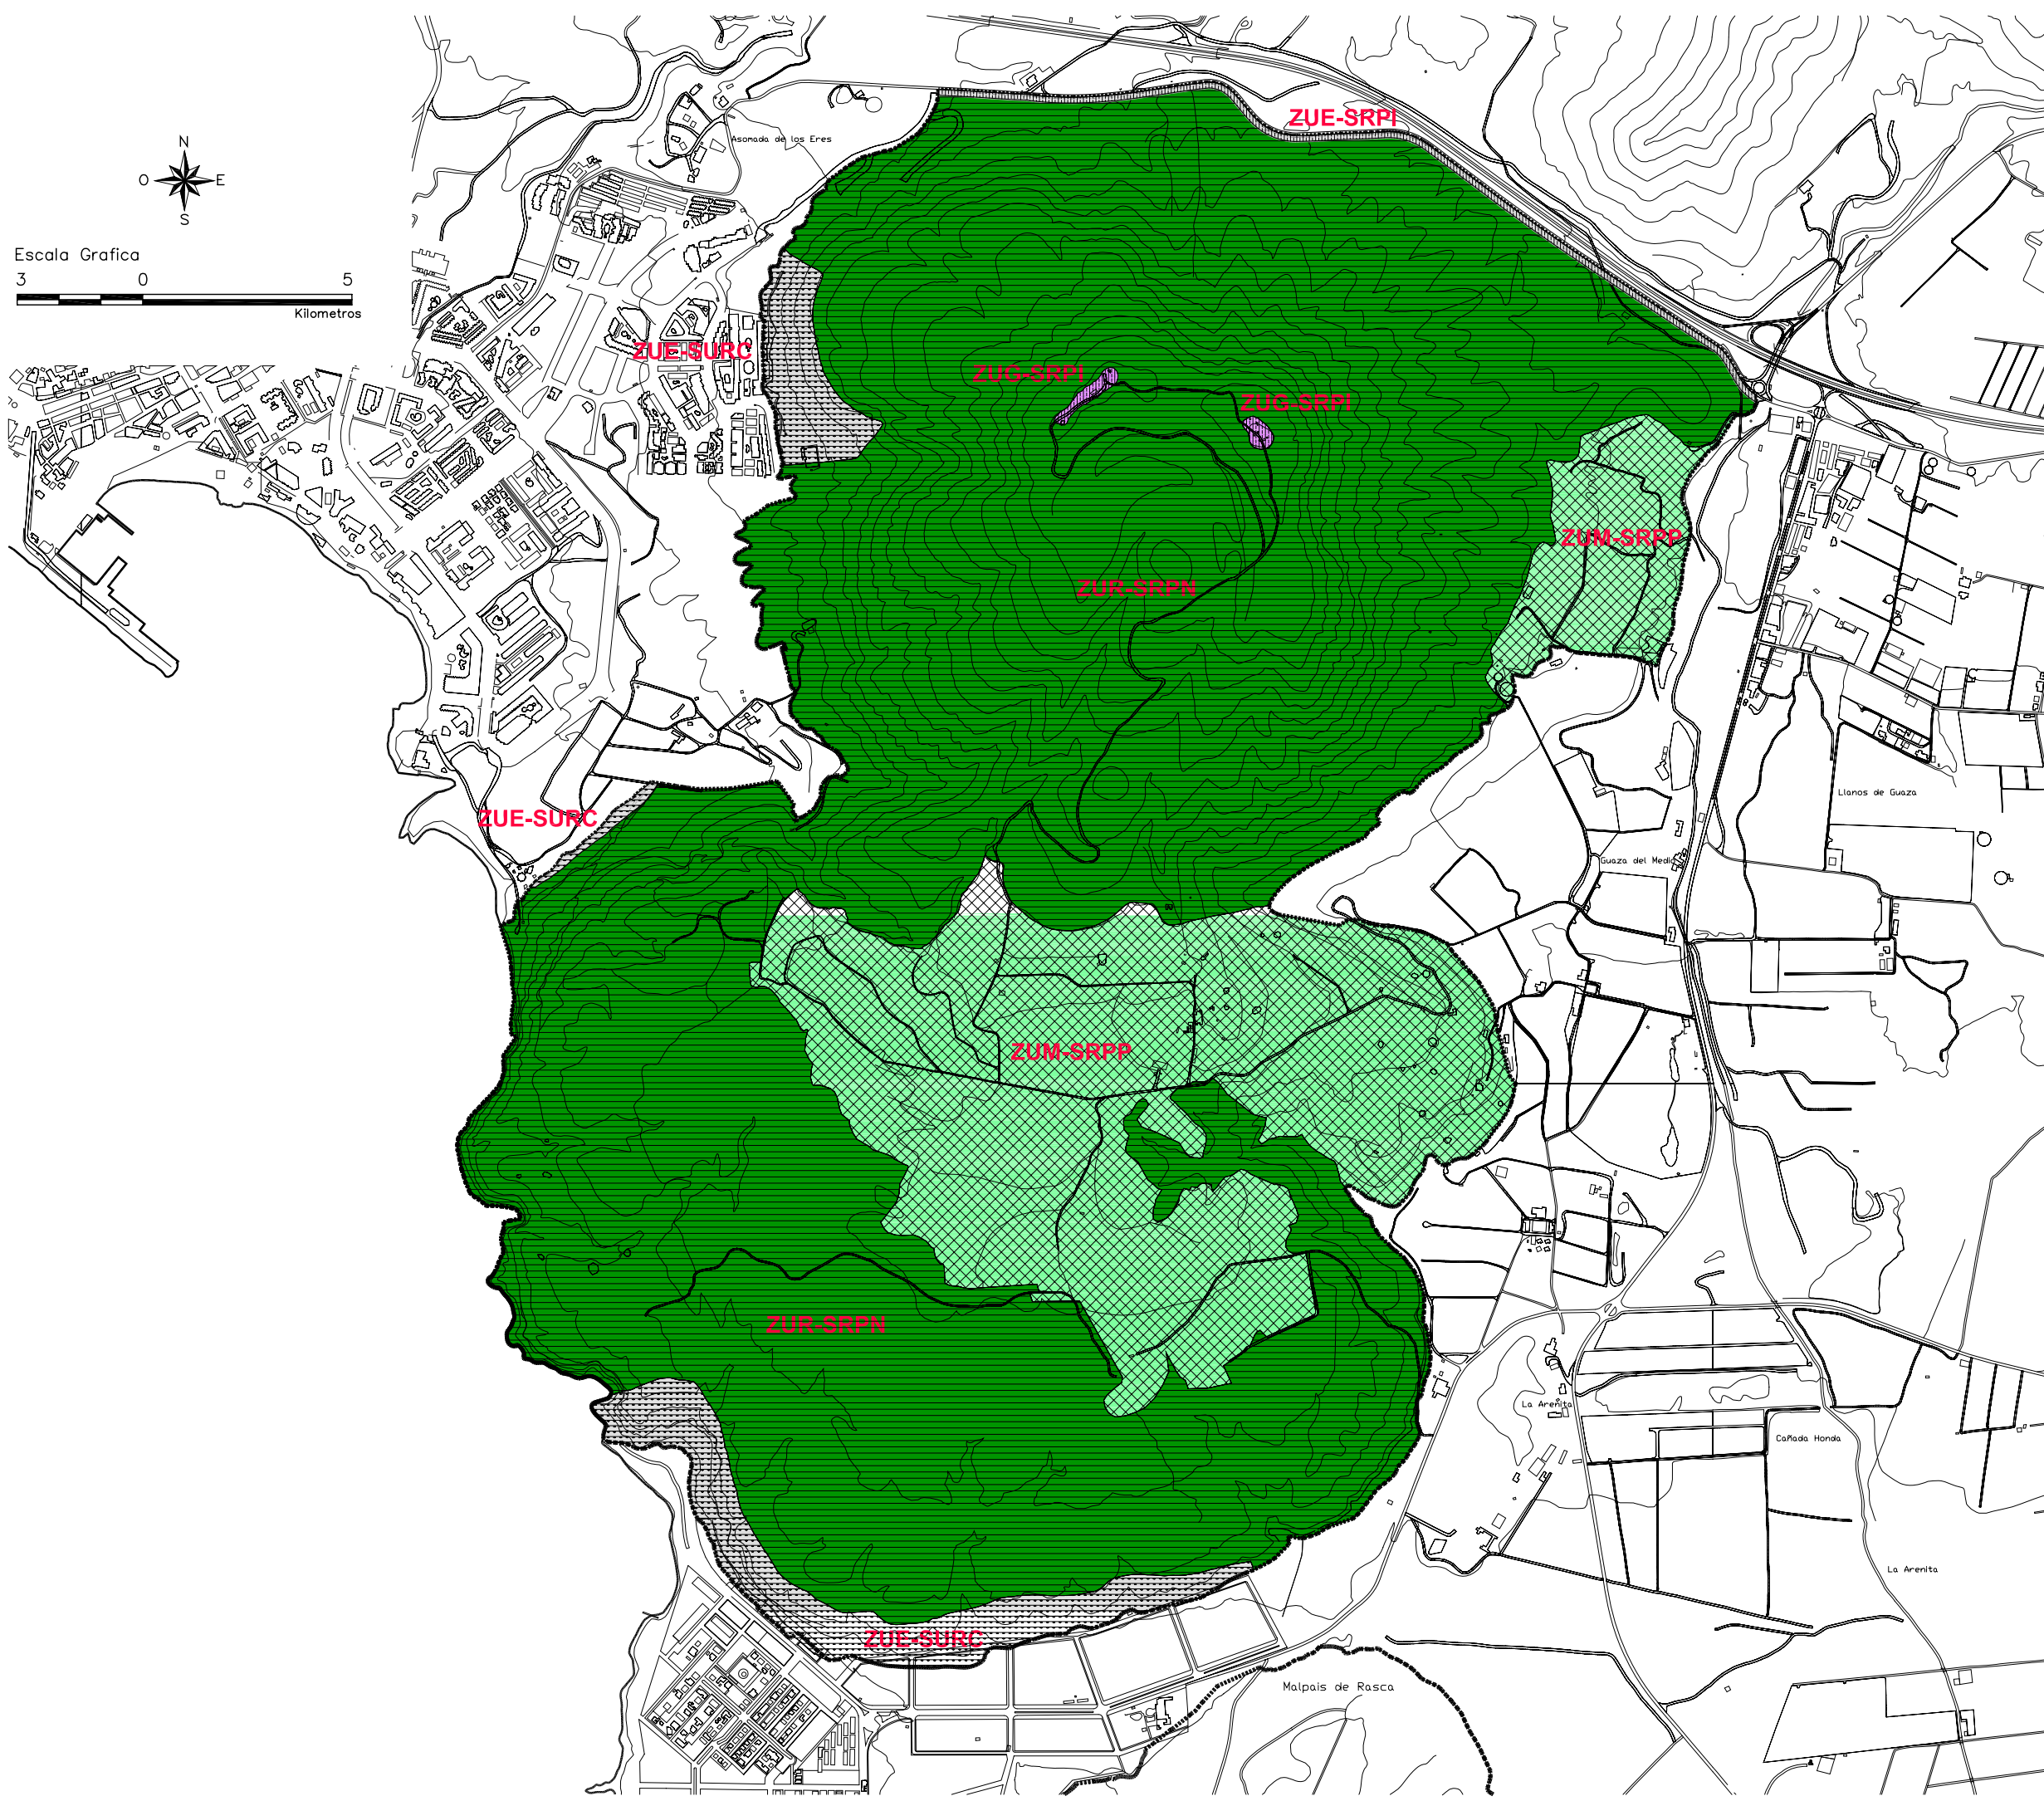 ZUE-SRPI
Asomada de los Eres
N
O E
S
Escala Grafica
3 0 5
Kilometros
ZUE-SURC
ZUG-SRPI
ZUG-SRPI
ZUM-SRPP
ZUR-SRPN
Llanos de Guaza
ZUE-SURC
Guaza del Medio
ZUM-SRPP
ZUR-SRPN
La Arenita
Cañada Honda
La Arenita
ZUE-SURC
Malpais de Rasca